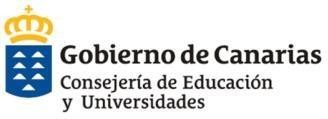 Gobierno de Canarias
Consejería de Educación
y Universidades